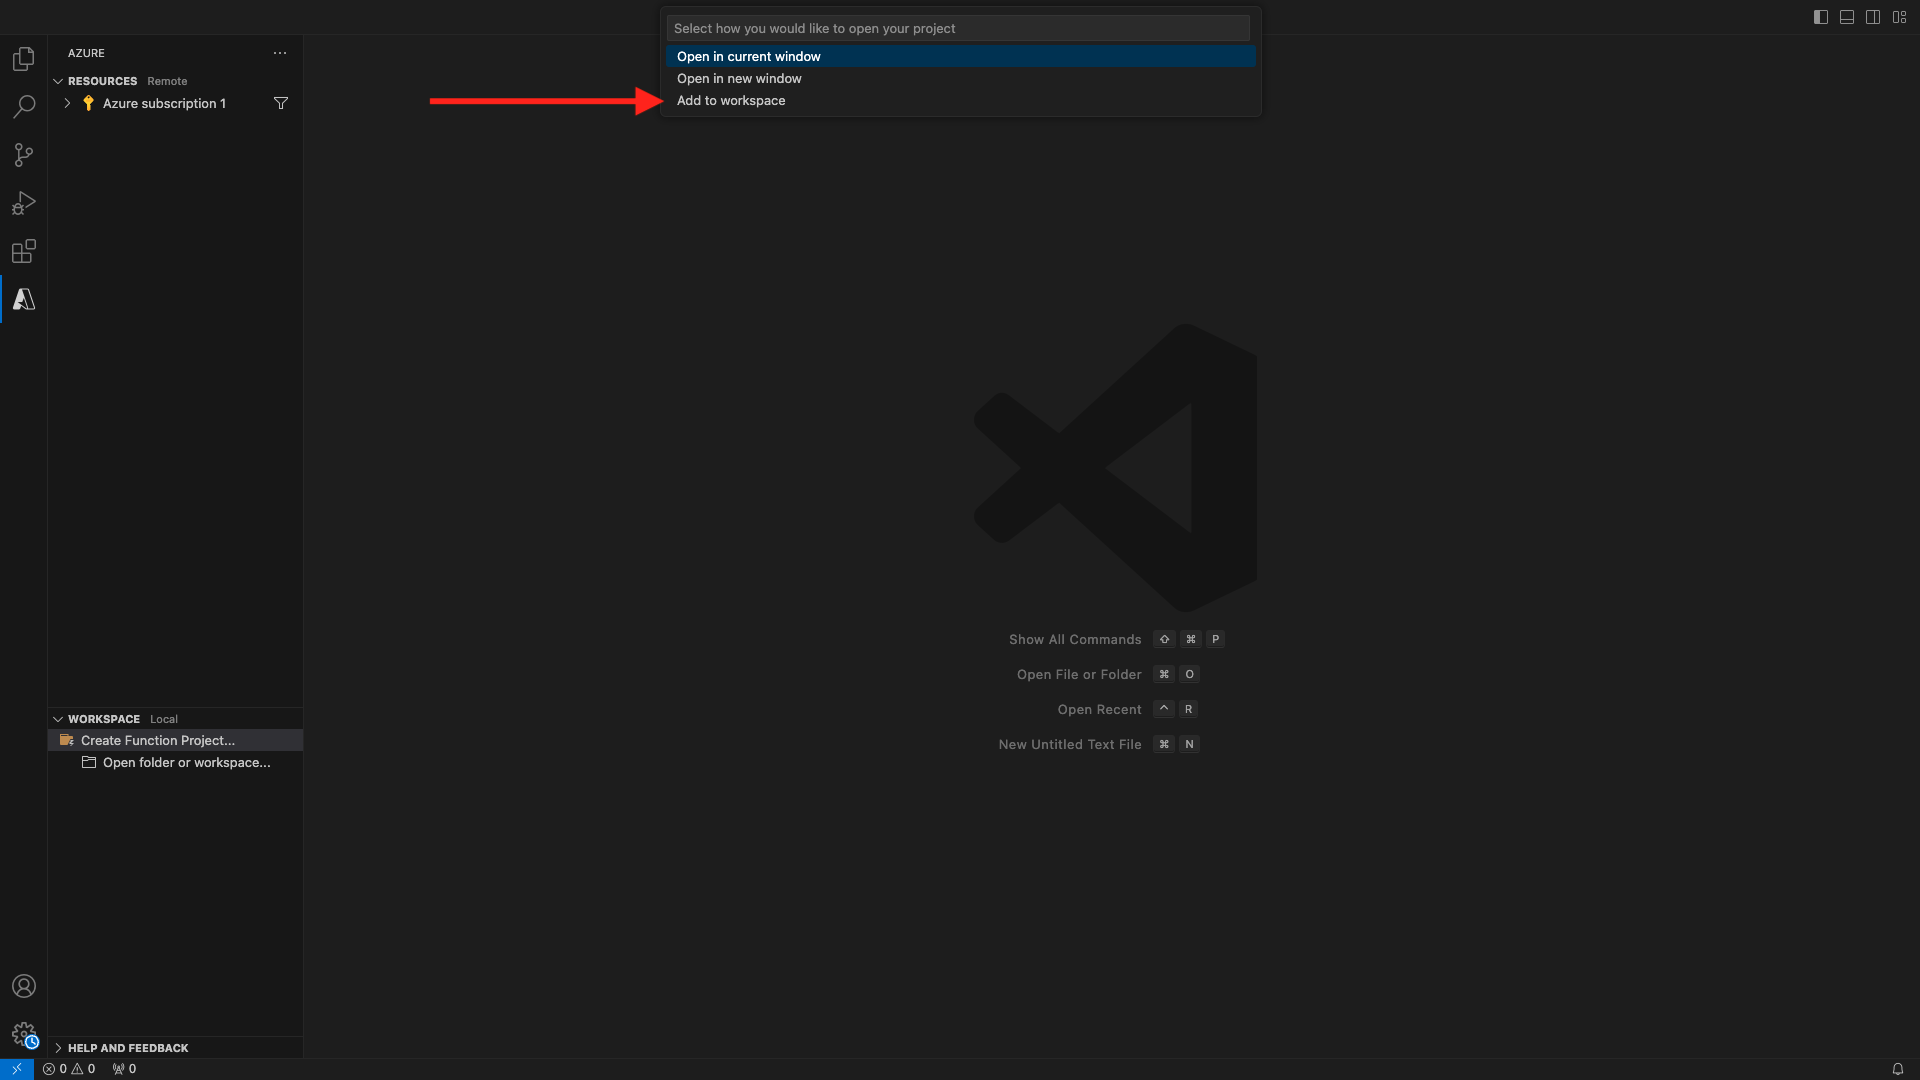 Select how you would like to open your project
Open in current window
Open in new window
Add to workspace
AZURE
RESOURCES Remote
Azure subscription 1
Show All Commands ⇧ ⌘ P
Open File or Folder ⌘ O
Open Recent ^ R
New Untitled Text File ⌘ N
WORKSPACE Local
Create Function Project...
Open folder or workspace...
HELP AND FEEDBACK
0 0 0